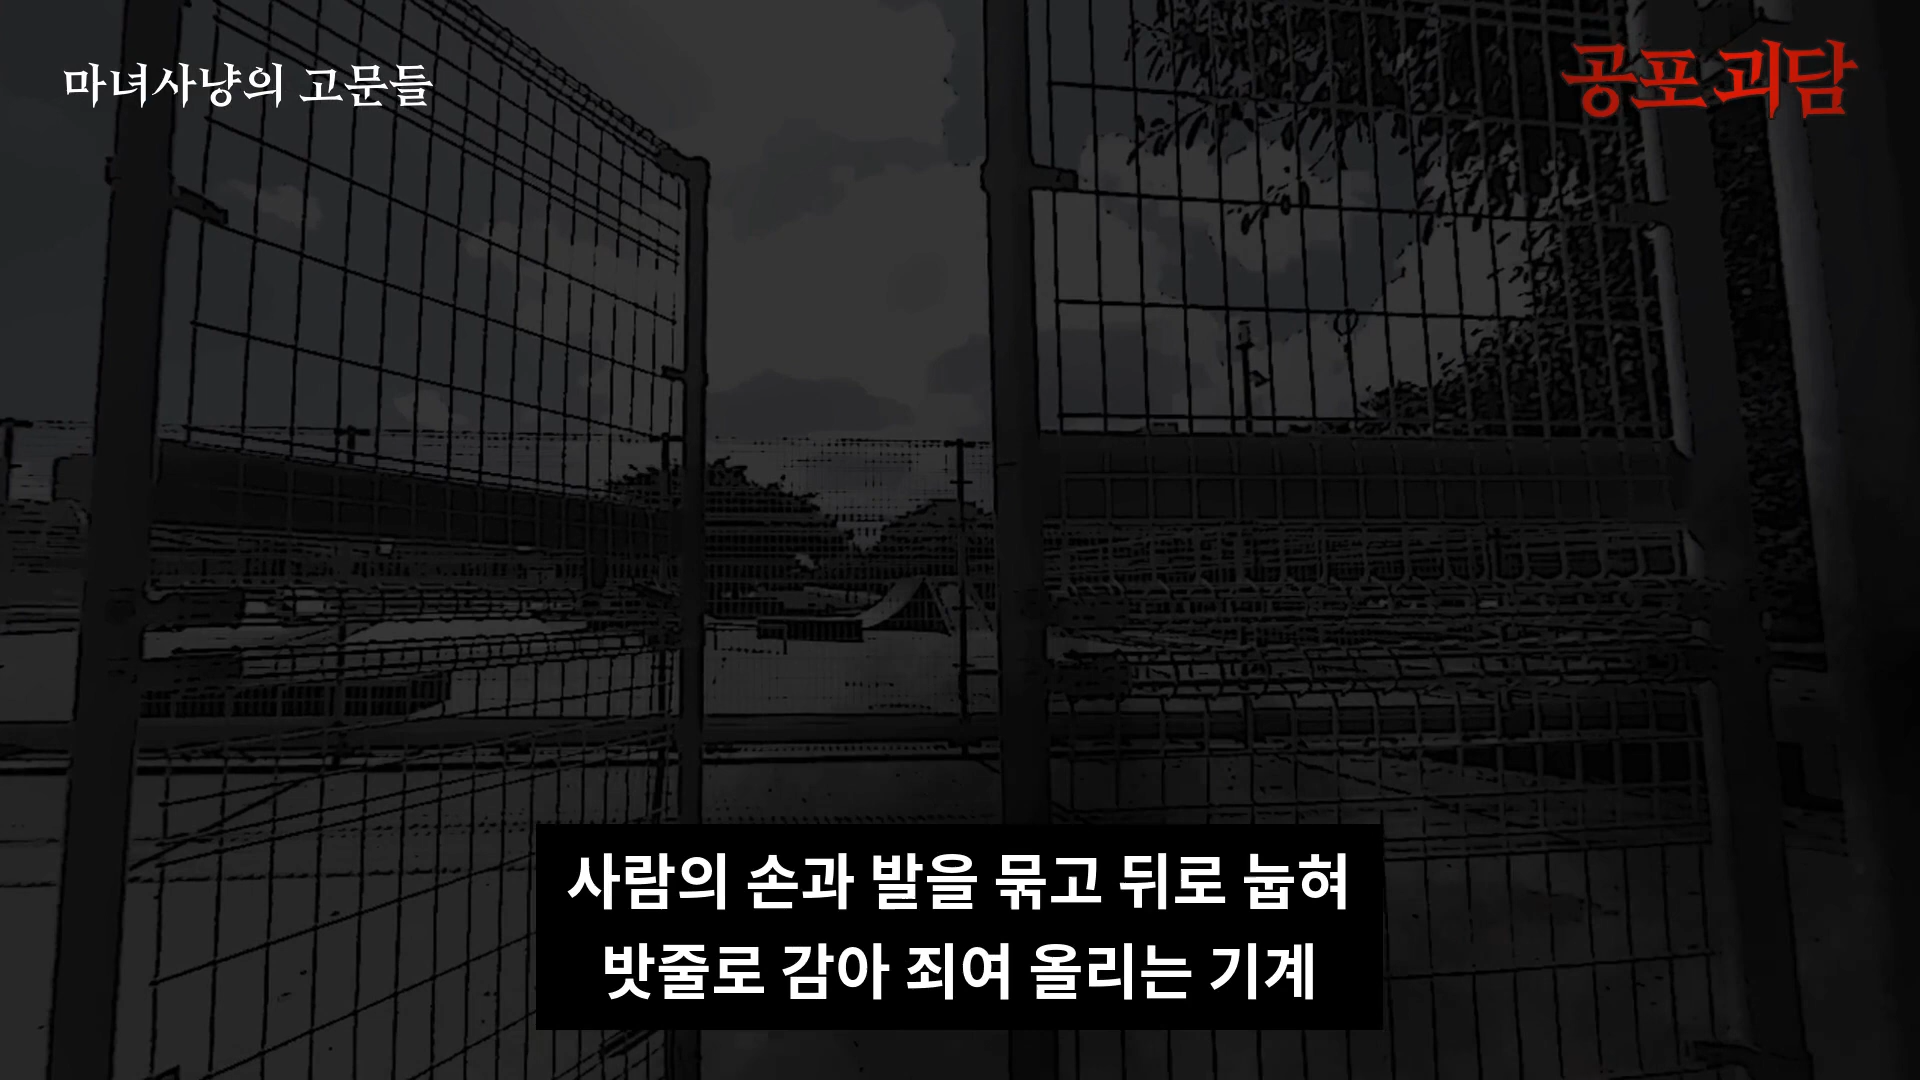 마녀사냥의 고문들
공포 괴담
사람의 손과 발을 묶고 뒤로 눕혀
밧줄로 감아 죄여 올리는 기계